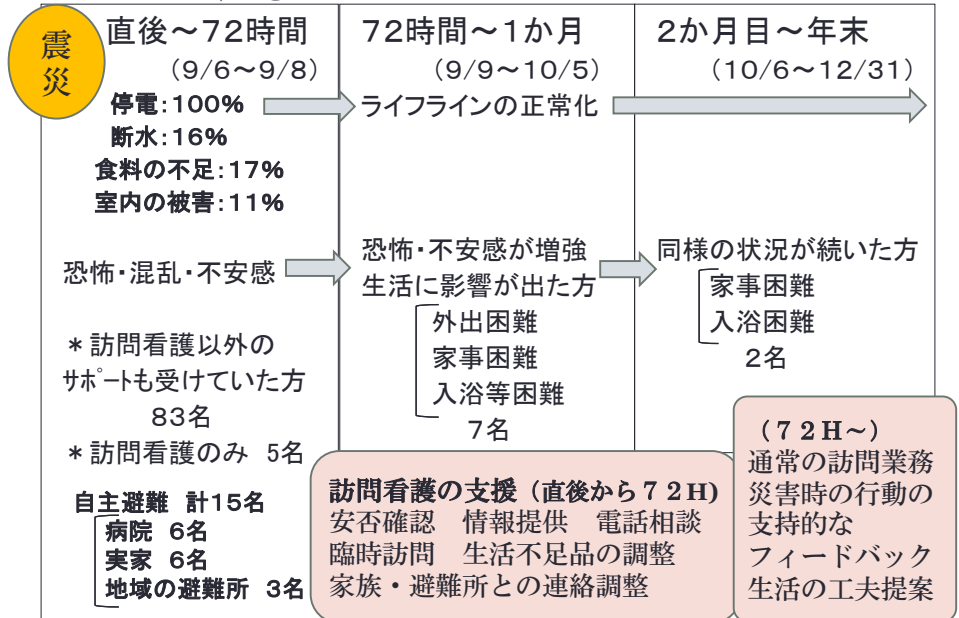 震
災
直後～72時間
（9/6～9/8）
停電：100%
断水：16%
食料の不足：17%
室内の被害：11%
恐怖・混乱・不安感
＊訪問看護以外の
サポートも受けていた方
83名
＊訪問看護のみ 5名
自主避難 計15名
病院 6名
実家 6名
地域の避難所 3名
72時間～1か月
（9/9～10/5）
ライフラインの正常化
恐怖・不安感が増強
生活に影響が出た方
外出困難
家事困難
入浴等困難
7名
2か月目～年末
（10/6～12/31）
同様の状況が続いた方
家事困難
入浴困難
2名
訪問看護の支援（直後から７２H）
安否確認 情報提供 電話相談
臨時訪問 生活不足品の調整
家族・避難所との連絡調整
（７２H～）
通常の訪問業務
災害時の行動の
支持的な
フィードバック
生活の工夫提案